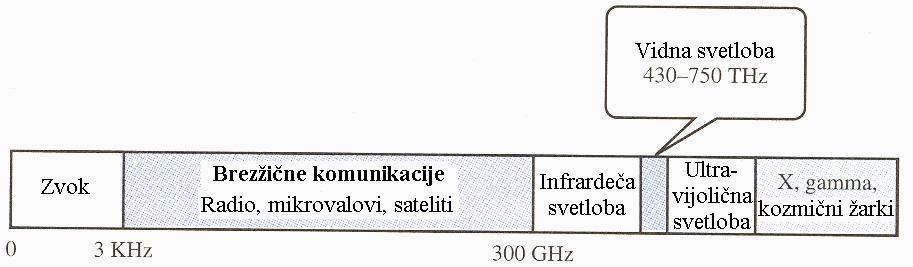 Vidna svetloba
430–750 THz
Zvok
Brezžične komunikacije
Radio, mikrovalovi, sateliti
Infrardeča
svetloba
Ultra-
vijolična
svetloba
X, gamma,
kozmični žarki
0
3 KHz
300 GHz